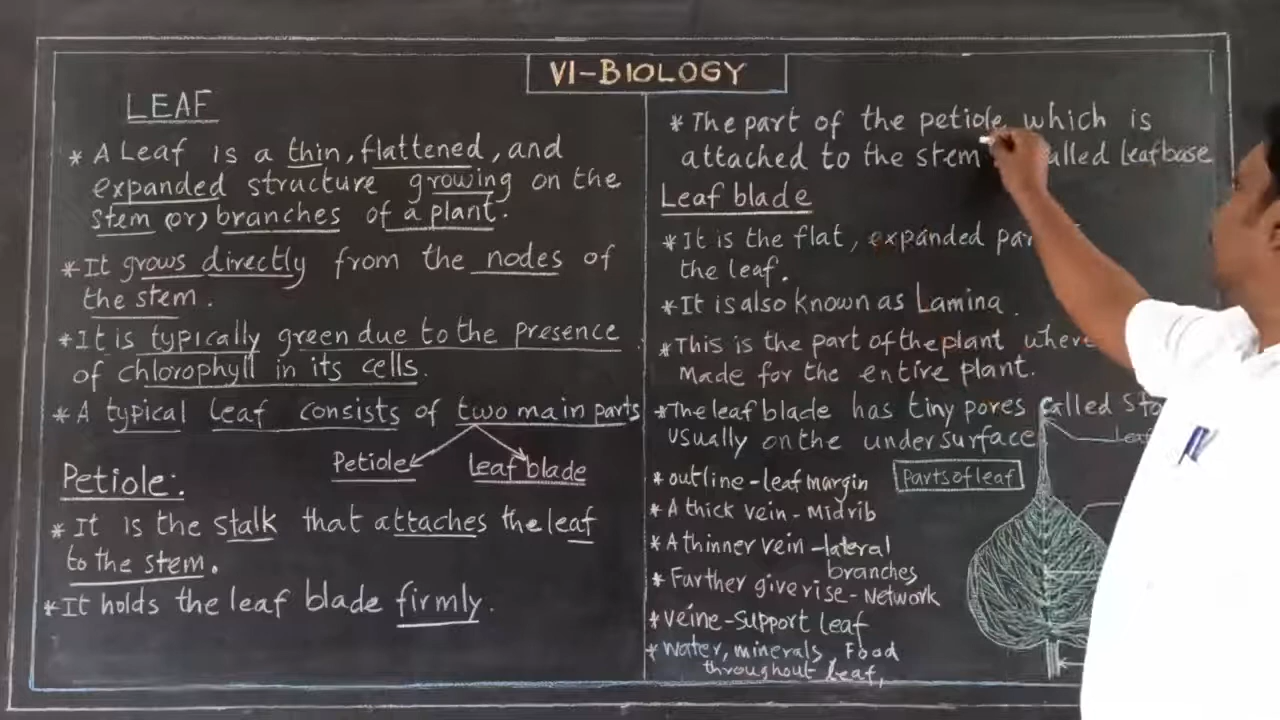 VI-BIOLOGY
LEAF
* A Leaf is a thin, flattened, and
expanded structure growing on the
stem (or) branches of a plant.
* It grows directly from the nodes of
the stem.
* It is typically green due to the presence
of chlorophyll in its cells.
* A typical leaf consists of two main parts
Petiole Leaf blade
Petiole:
* It is the stalk that attaches the leaf
to the stem.
* It holds the leaf blade firmly.
* The part of the petiole which is
attached to the stem alled leafbase
Leaf blade
* It is the flat, expanded par
the leaf.
* It is also known as Lamina.
* This is the part of the plant where
Made for the entire plant.
* The leaf blade has tiny pores called Sto
usually on the under surface
* outline - leaf margin
Parts of leaf
* A thick vein - Midrib
* A thinner vein - lateral
branches
* Further give rise - Network
* veine - Support leaf
* water, minerals, Food
throughout leaf,
leaf